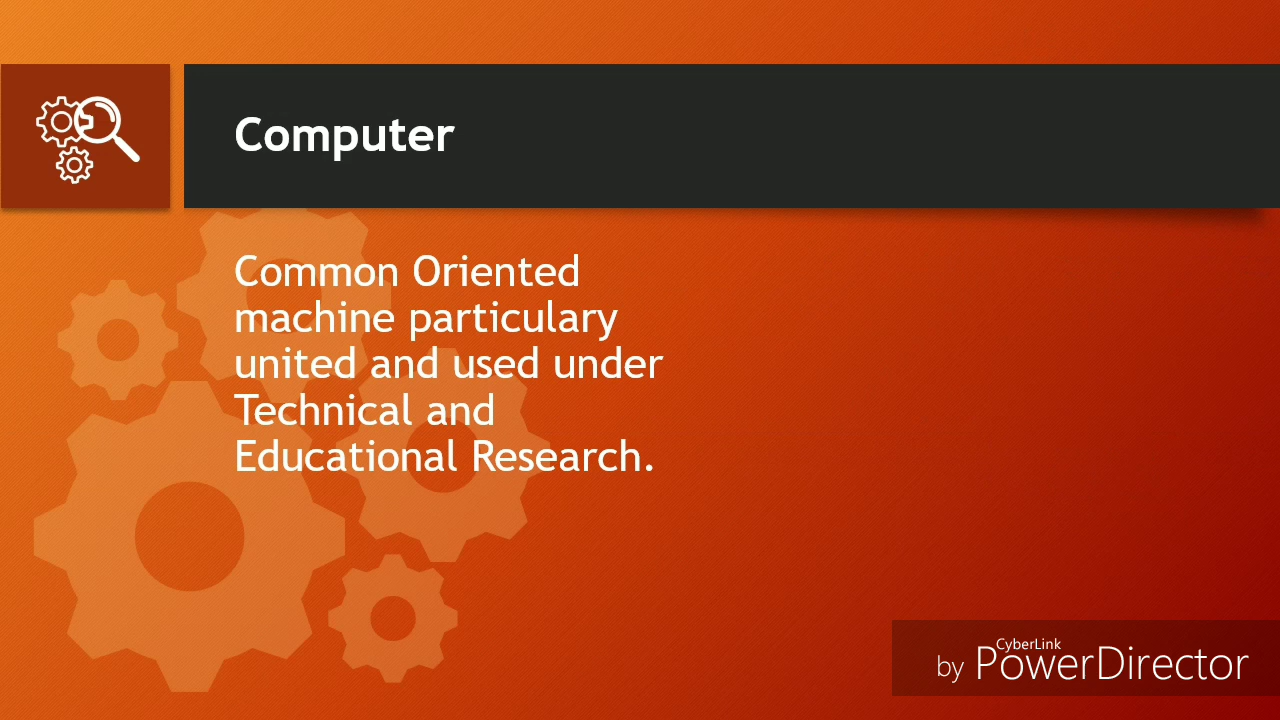 Computer
Common Oriented
machine particulary
united and used under
Technical and
Educational Research.
CyberLink
by PowerDirector